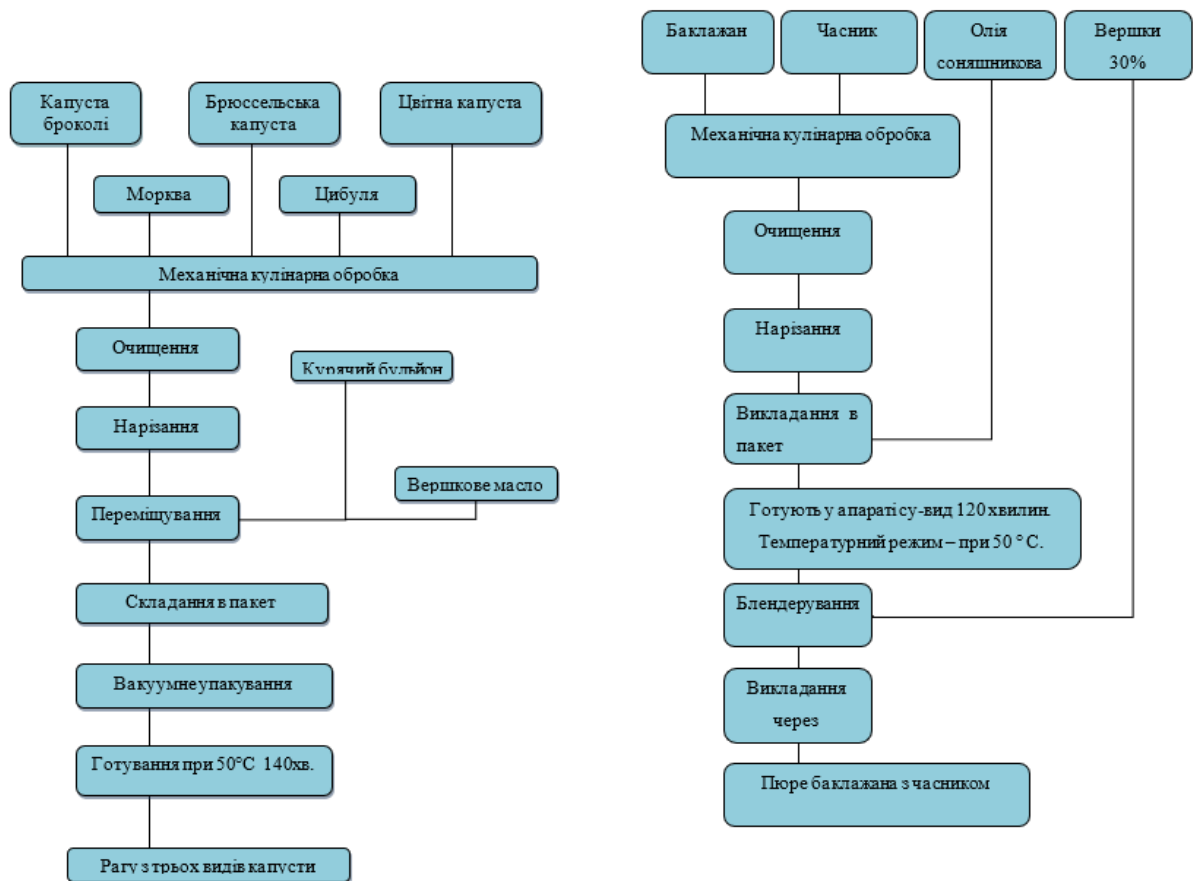 Капуста
броколі
Брюссельська
капуста
Цвітна капуста
Морква
Цибуля
Механічна кулінарна обробка
Очищення
Курячий бульйон
Нарізання
Вершкове масло
Переміщування
Складання в пакет
Вакуумне упакування
Готування при 50°С 140хв.
Рагу з трьох видів капусти
Баклажан
Часник
Олія
соняшникова
Вершки
30%
Механічна кулінарна обробка
Очищення
Нарізання
Викладання в
пакет
Готують у апараті су-вид 120 хвилин.
Температурний режим – при 50 °С.
Блендерування
Викладання
через
Пюре баклажана з часником